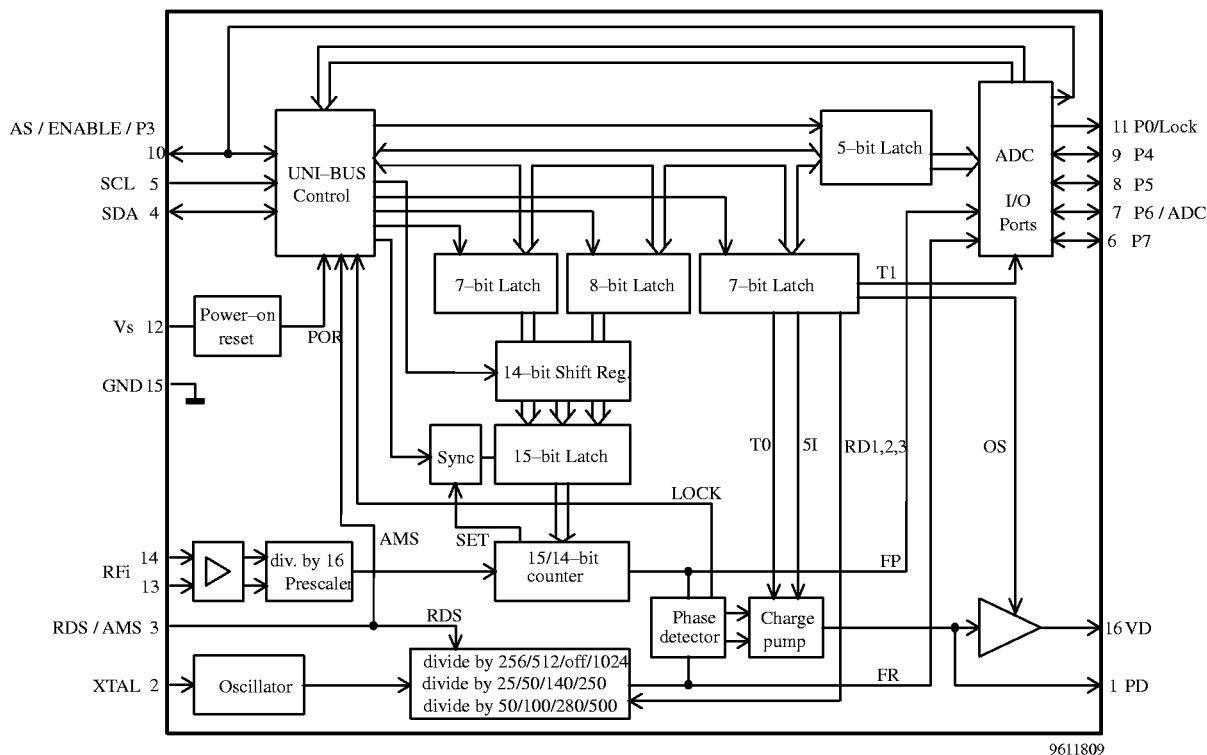 AS / ENABLE / P3
10
SCL 5
SDA 4
UNI–BUS
Control
5–bit Latch
ADC
I/O
Ports
11 P0/Lock
9 P4
8 P5
7 P6 / ADC
6 P7
7–bit Latch
8–bit Latch
7–bit Latch
T1
Vs 12
Power–on
reset
POR
GND 15
14–bit Shift Reg.
Sync
15–bit Latch
T0
5I
RD1,2,3
OS
LOCK
AMS
SET
RFi
14
13
div. by 16
Prescaler
15/14–bit
counter
FP
Phase
detector
Charge
pump
RDS / AMS 3
RDS
16 VD
XTAL 2
Oscillator
divide by 256/512/off/1024
divide by 25/50/140/250
divide by 50/100/280/500
FR
1 PD
9611809